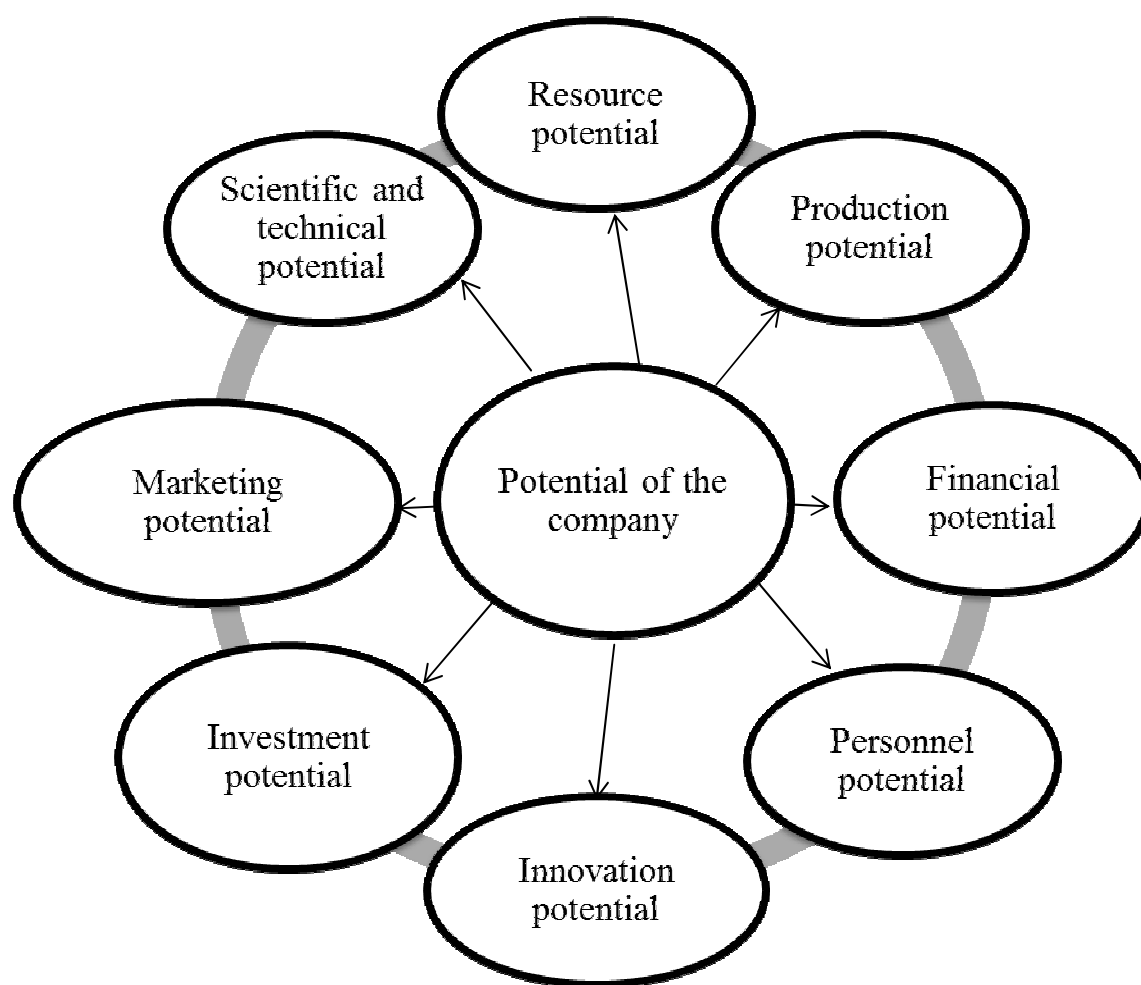 Resource
potential
Scientific and
technical
potential
Production
potential
Marketing
potential
Potential of the
company
Financial
potential
Investment
potential
Personnel
potential
Innovation
potential